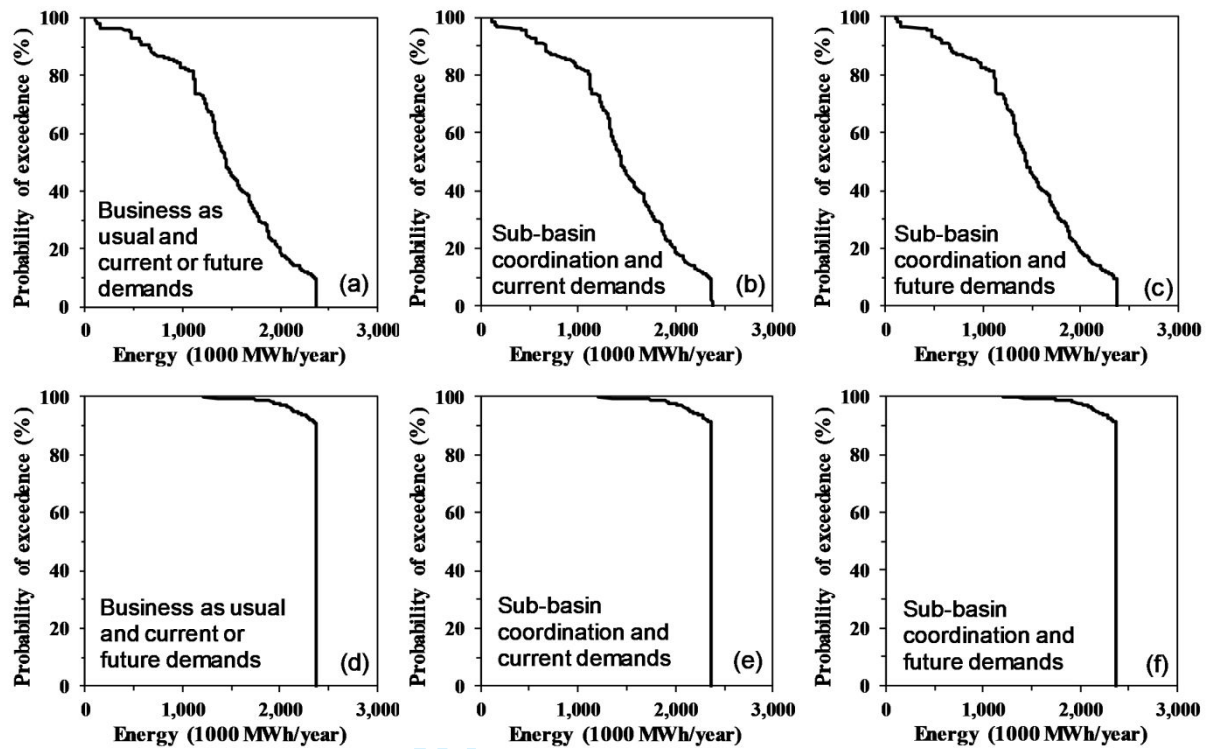 Probability of exceedence (%)
100
80
60
40
20
0
Business as
usual and
current or future
demands
(a)
0
1,000
2,000
3,000
Energy (1000 MWh/year)
Probability of exceedence (%)
100
80
60
40
20
0
Sub-basin
coordination and
current demands
(b)
0
1,000
2,000
3,000
Energy (1000 MWh/year)
Probability of exceedence (%)
100
80
60
40
20
0
Sub-basin
coordination and
future demands
(c)
0
1,000
2,000
3,000
Energy (1000 MWh/year)
Probability of exceedence (%)
100
80
60
40
20
0
Business as usual
and current or
future demands
(d)
0
1,000
2,000
3,000
Energy (1000 MWh/year)
Probability of exceedence (%)
100
80
60
40
20
0
Sub-basin
coordination and
current demands
(e)
0
1,000
2,000
3,000
Energy (1000 MWh/year)
Probability of exceedence (%)
100
80
60
40
20
0
Sub-basin
coordination and
future demands
(f)
0
1,000
2,000
3,000
Energy (1000 MWh/year)